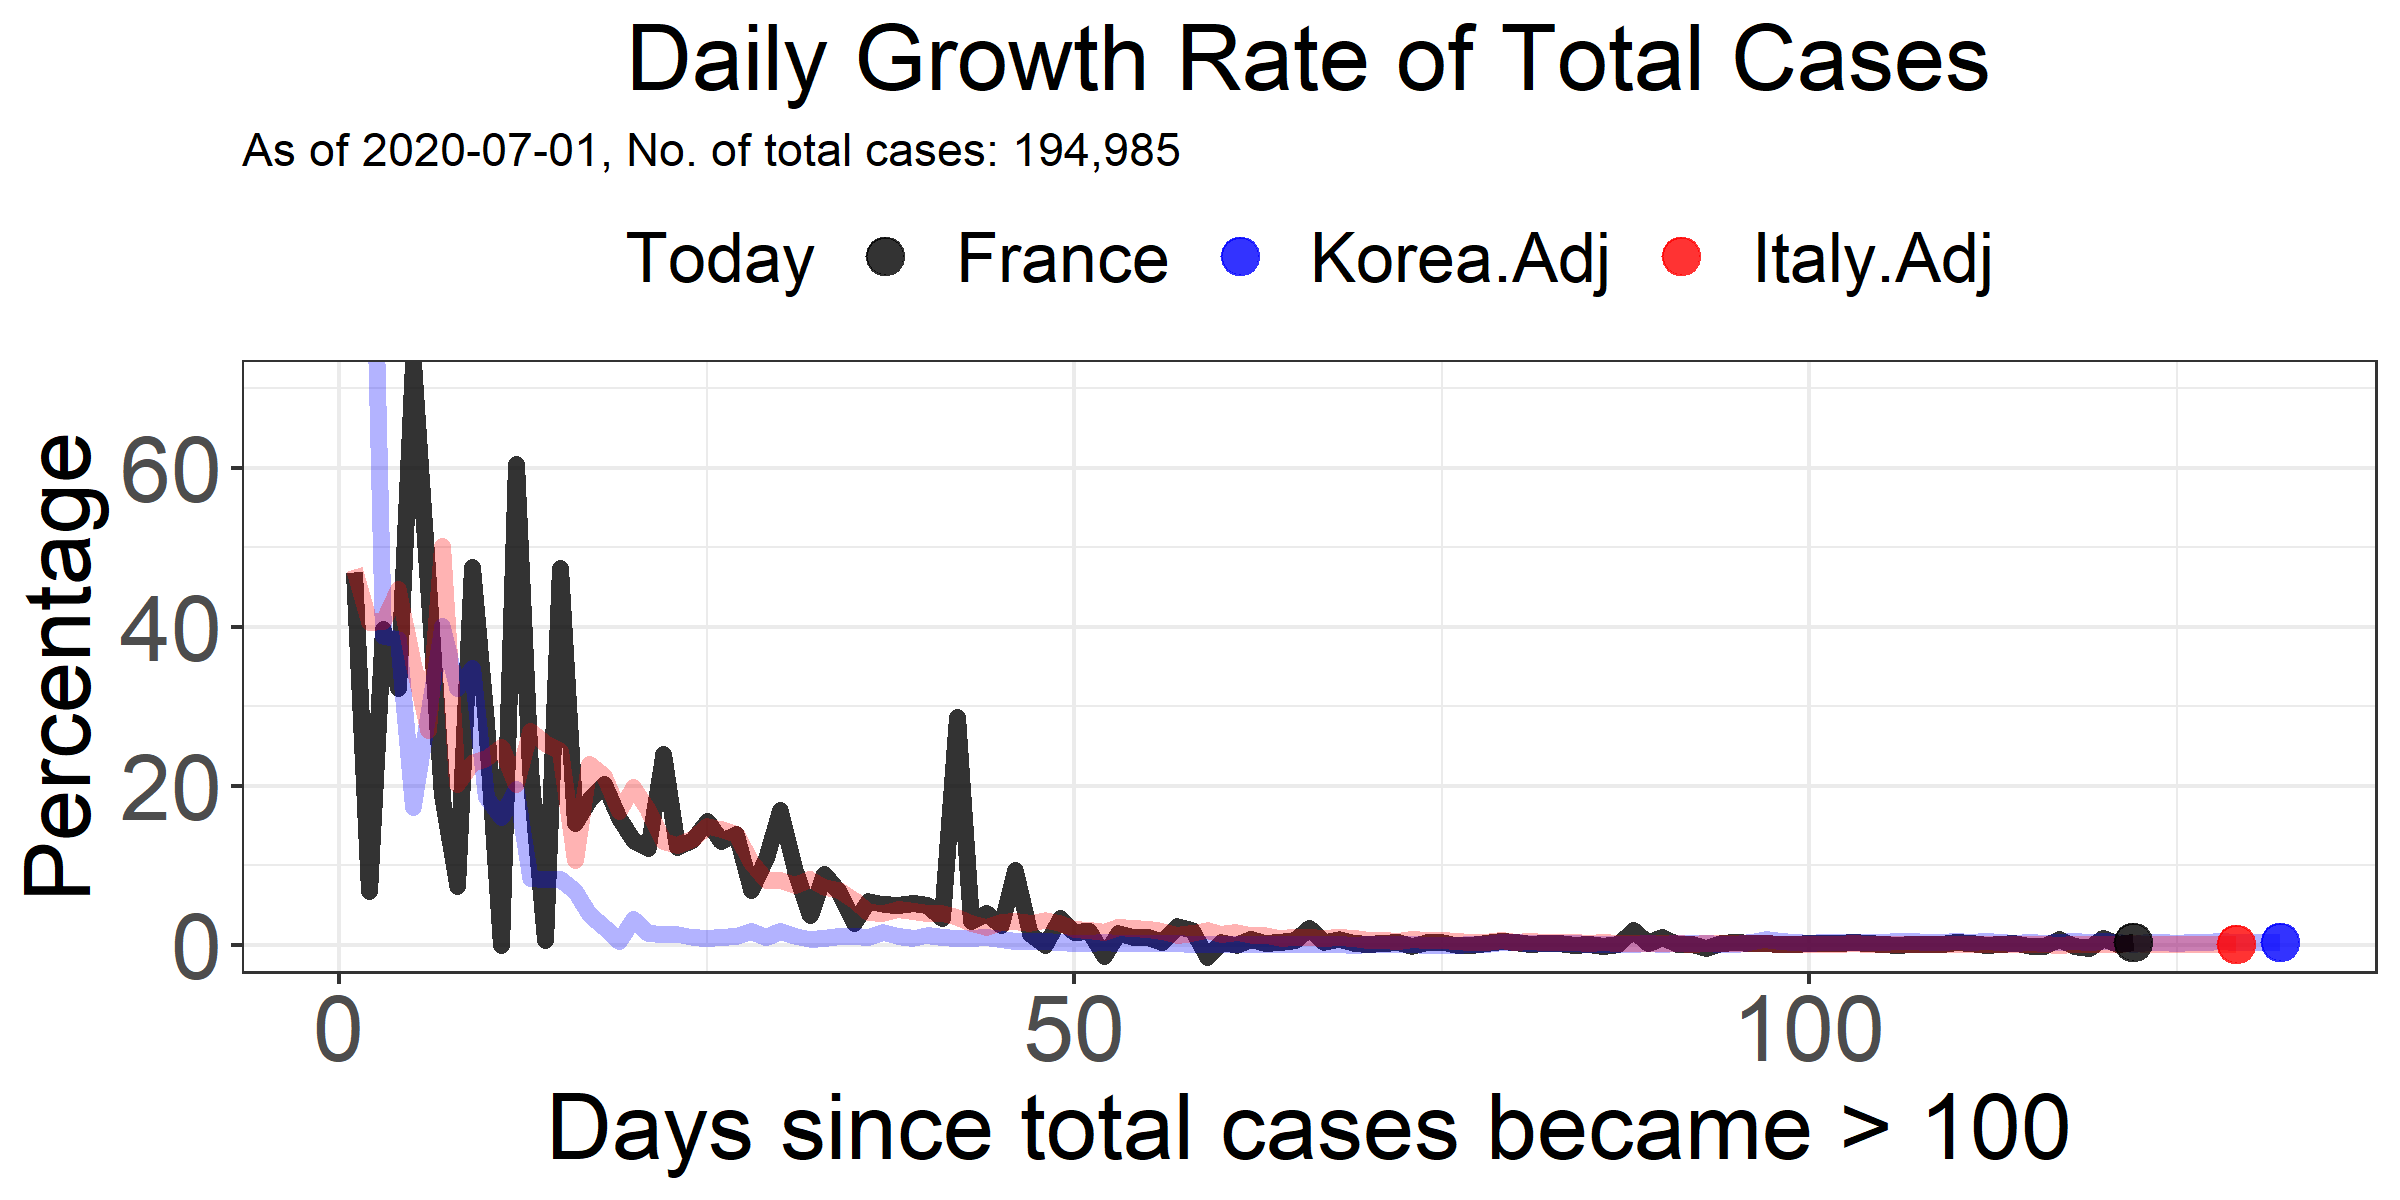 Daily Growth Rate of Total Cases
As of 2020-07-01, No. of total cases: 194,985
Today France Korea.Adj Italy.Adj
Percentage
60
40
20
0
0 50 100
Days since total cases became > 100